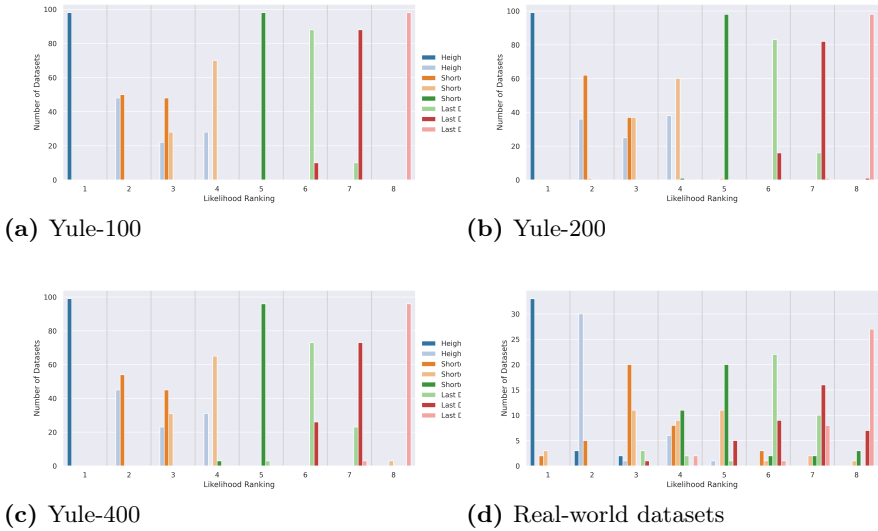 100
80
60
40
20
0
Number of Datasets
1 2 3 4 5 6 7 8
Likelihood Ranking
Heigh
Heigh
Shorte
Shorte
Shorte
Last D
Last D
Last D
(a) Yule-100
100
80
60
40
20
0
Number of Datasets
1 2 3 4 5 6 7 8
Likelihood Ranking
(b) Yule-200
100
80
60
40
20
0
Number of Datasets
1 2 3 4 5 6 7 8
Likelihood Ranking
Heigh
Heigh
Shorte
Shorte
Shorte
Last D
Last D
Last D
(c) Yule-400
30
25
20
15
10
5
0
Number of Datasets
1 2 3 4 5 6 7 8
Likelihood Ranking
(d) Real-world datasets